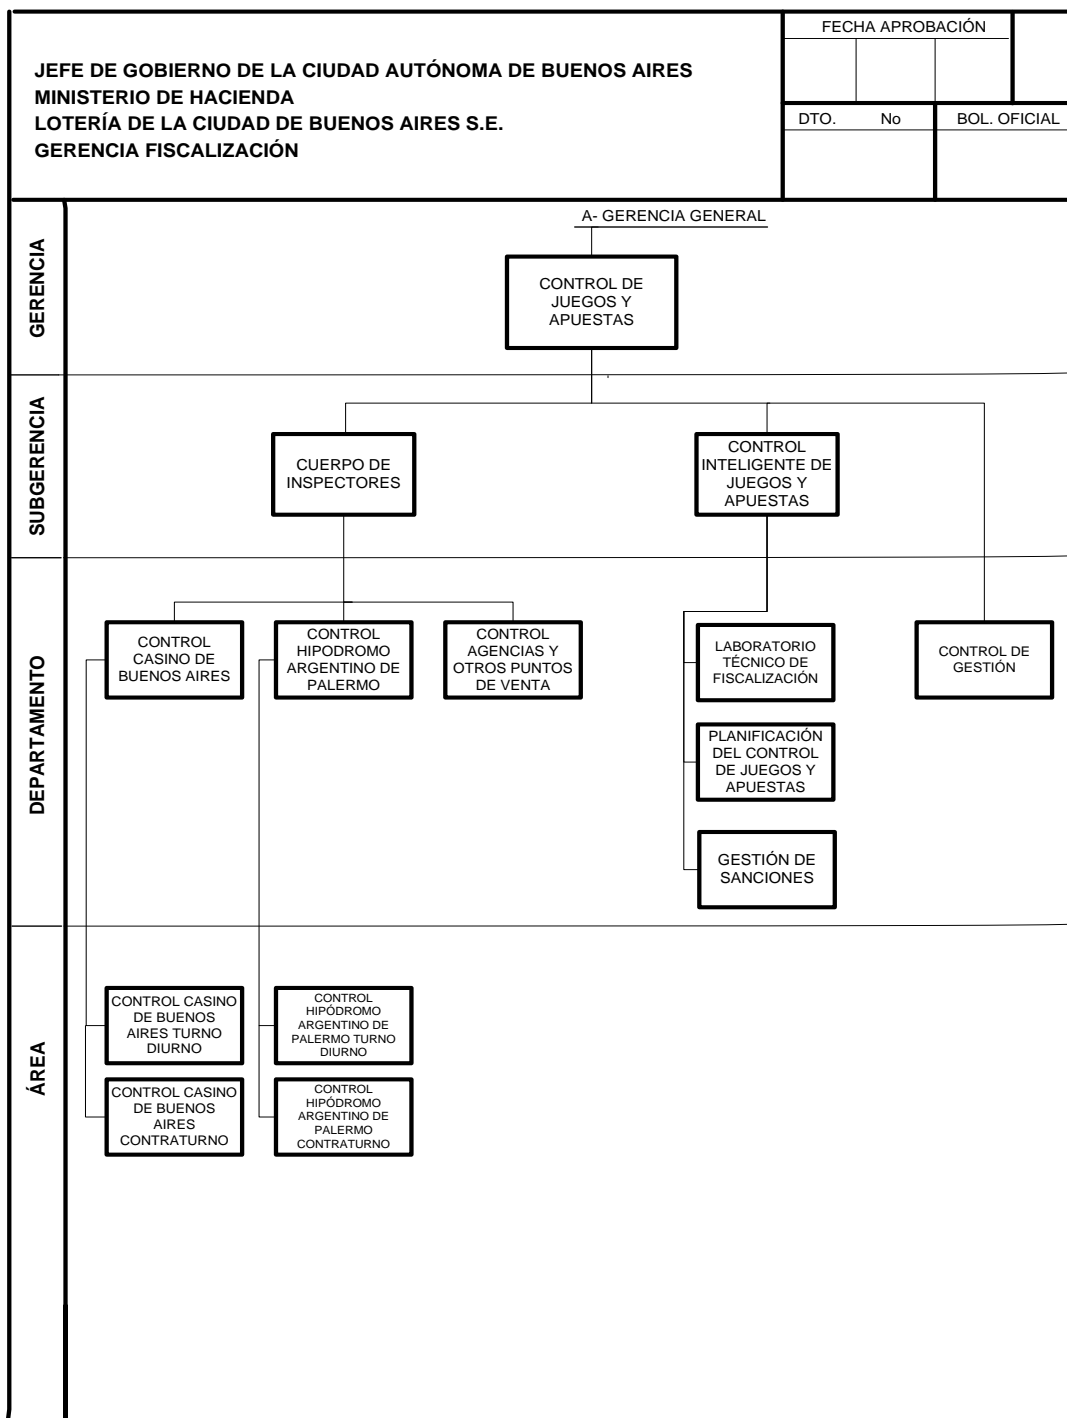 JEFE DE GOBIERNO DE LA CIUDAD AUTÓNOMA DE BUENOS AIRES
MINISTERIO DE HACIENDA
LOTERÍA DE LA CIUDAD DE BUENOS AIRES S.E.
GERENCIA FISCALIZACIÓN
FECHA APROBACIÓN
DTO. No
BOL. OFICIAL
GERENCIA
A- GERENCIA GENERAL
CONTROL DE
JUEGOS Y
APUESTAS
SUBGERENCIA
CUERPO DE
INSPECTORES
CONTROL
INTELIGENTE DE
JUEGOS Y
APUESTAS
DEPARTAMENTO
CONTROL
CASINO DE
BUENOS AIRES
CONTROL
HIPODROMO
ARGENTINO DE
PALERMO
CONTROL
AGENCIAS Y
OTROS PUNTOS
DE VENTA
LABORATORIO
TÉCNICO DE
FISCALIZACIÓN
CONTROL DE
GESTIÓN
PLANIFICACIÓN
DEL CONTROL
DE JUEGOS Y
APUESTAS
GESTIÓN DE
SANCIONES
ÁREA
CONTROL CASINO
DE BUENOS
AIRES TURNO
DIURNO
CONTROL
HIPÓDROMO
ARGENTINO DE
PALERMO TURNO
DIURNO
CONTROL CASINO
DE BUENOS
AIRES
CONTRATURNO
CONTROL
HIPÓDROMO
ARGENTINO DE
PALERMO
CONTRATURNO